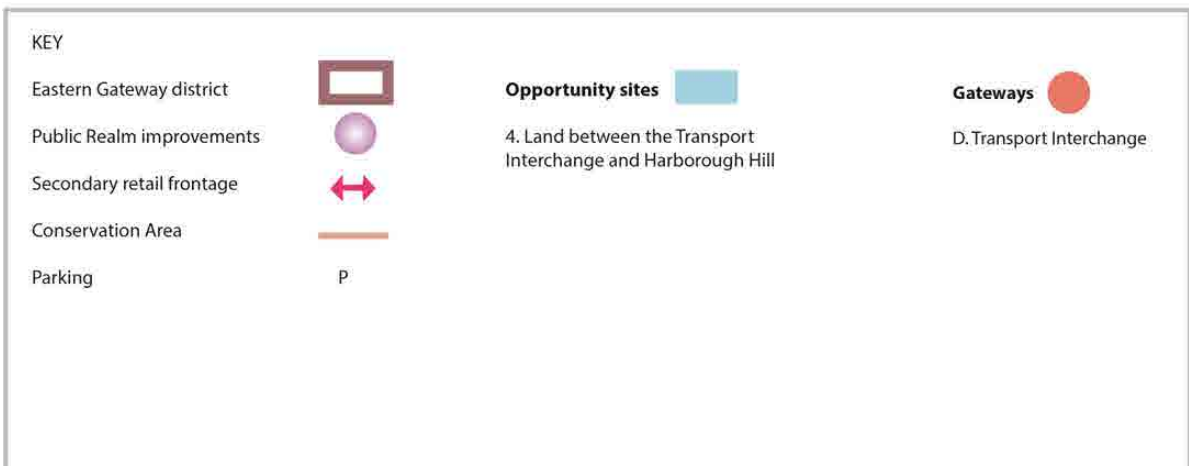 KEY
Eastern Gateway district
Public Realm improvements
Secondary retail frontage
Conservation Area
Parking P
Opportunity sites
4. Land between the Transport
Interchange and Harborough Hill
Gateways
D. Transport Interchange